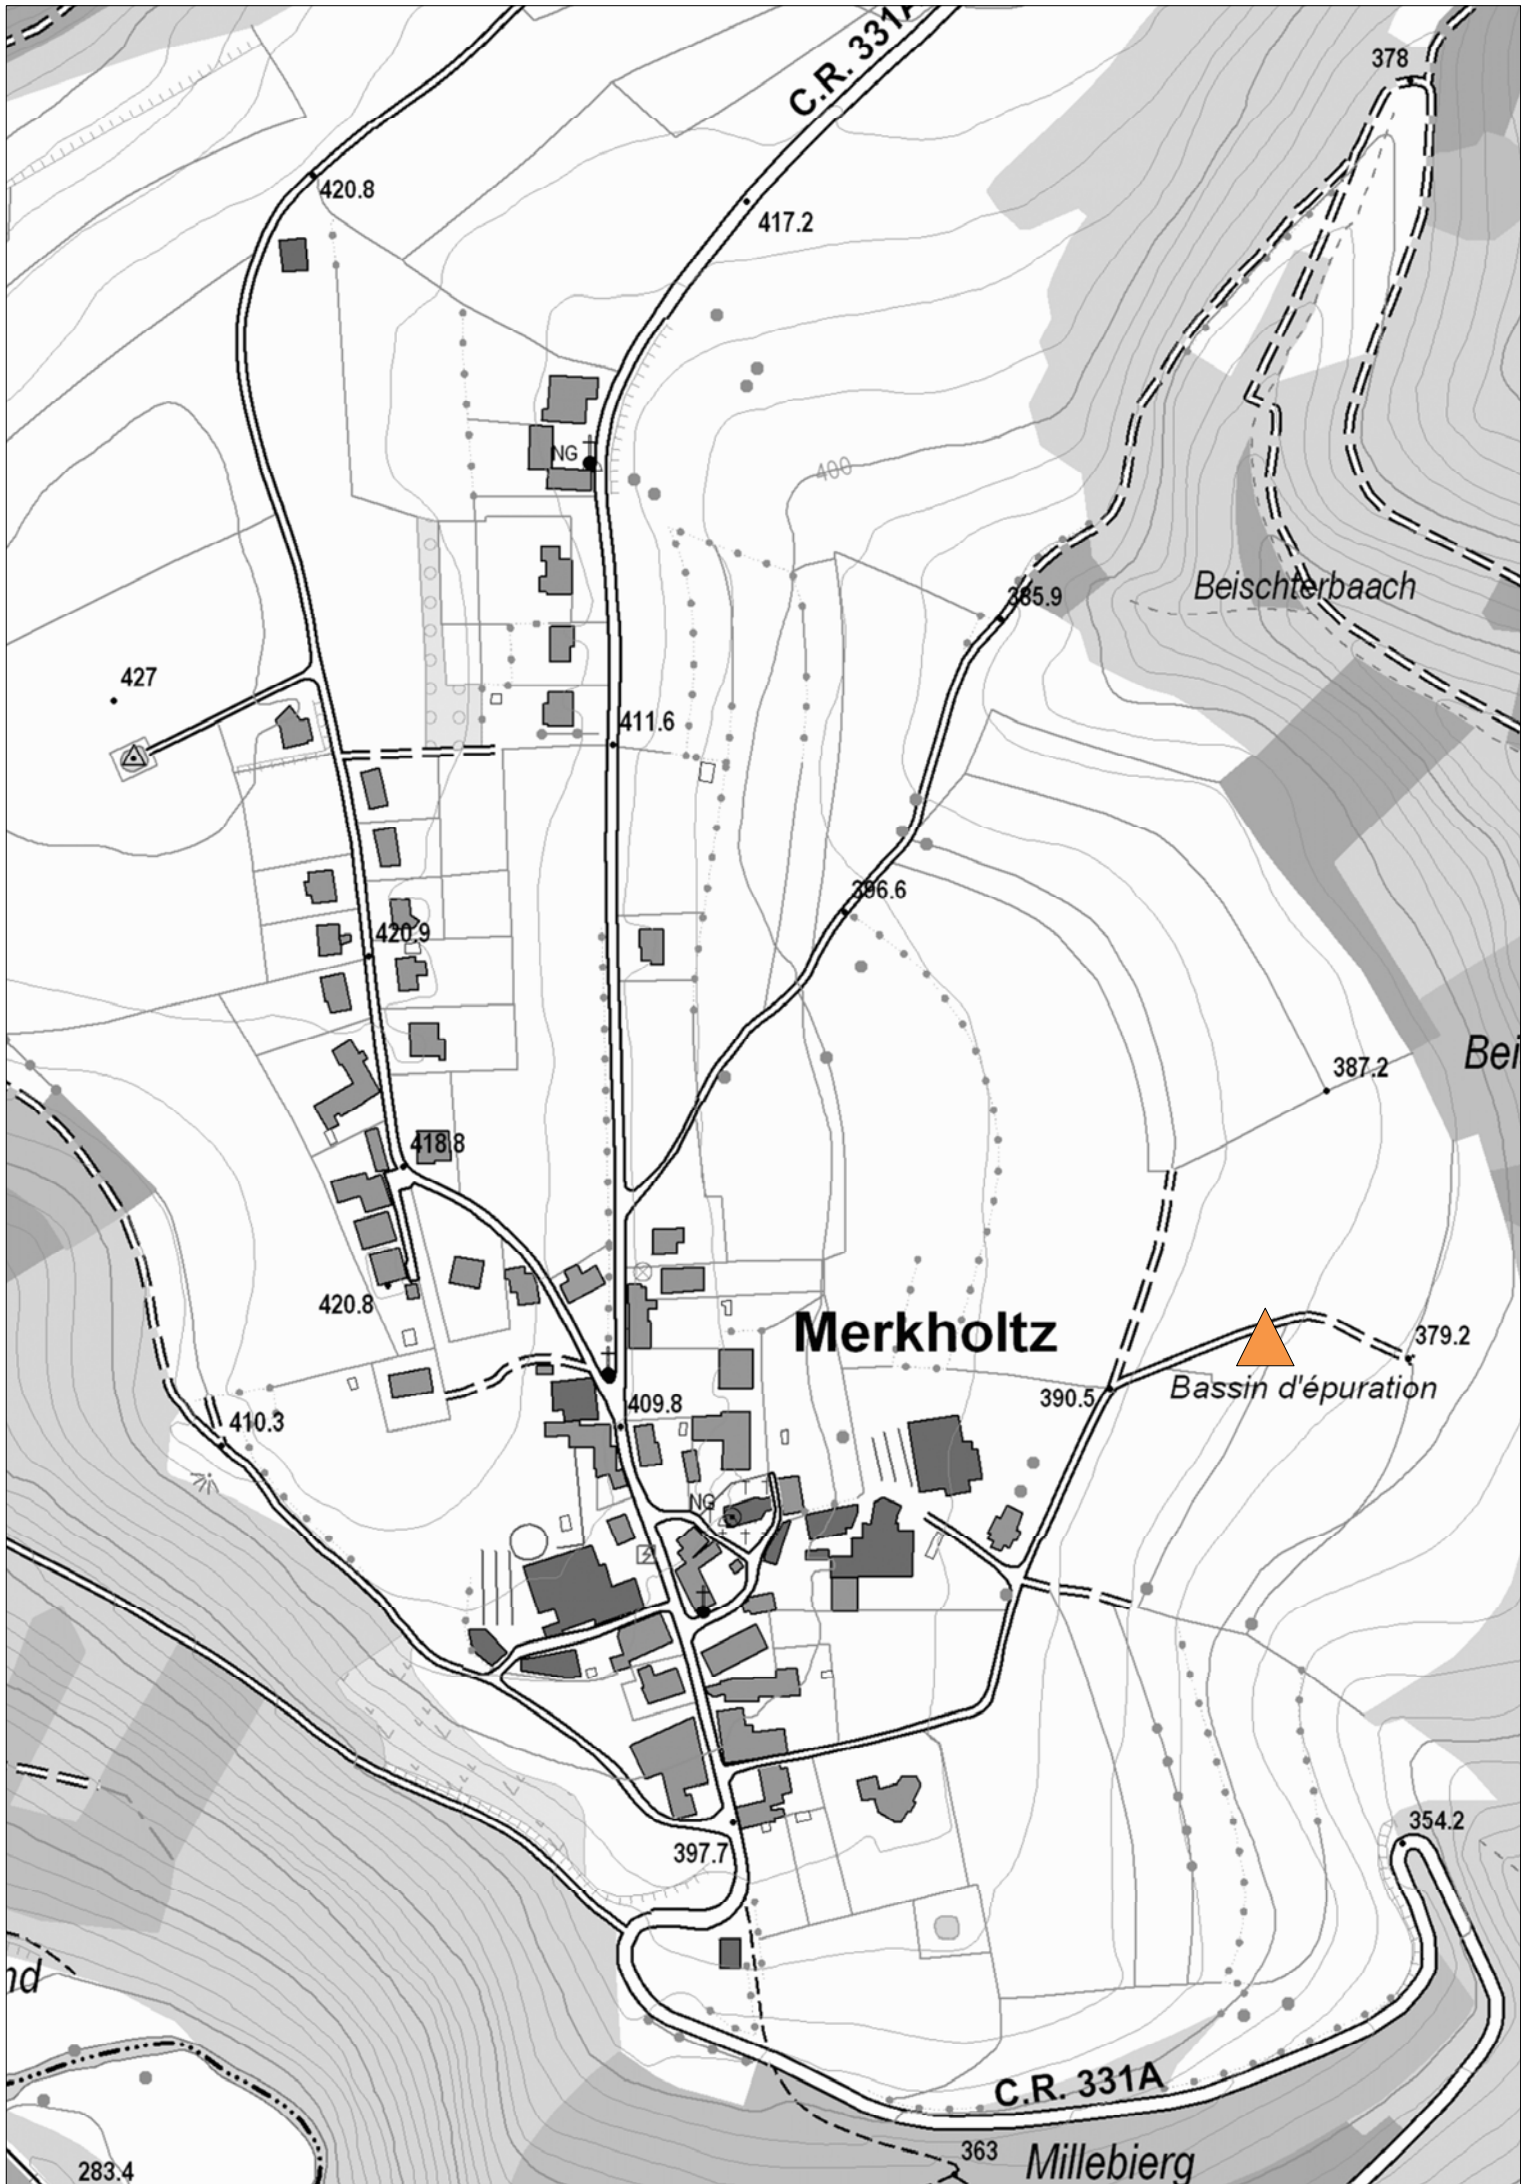 C.R. 331A
378
420.8
417.2
NG
400
Beischterbaach
385.9
427
411.6
396.6
420.9
Bei
387.2
418.8
420.8
Merkholtz
379.2
Bassin d'épuration
390.5
409.8
410.3
NG
354.2
397.7
nd
C.R. 331A
363
Millebierg
283.4